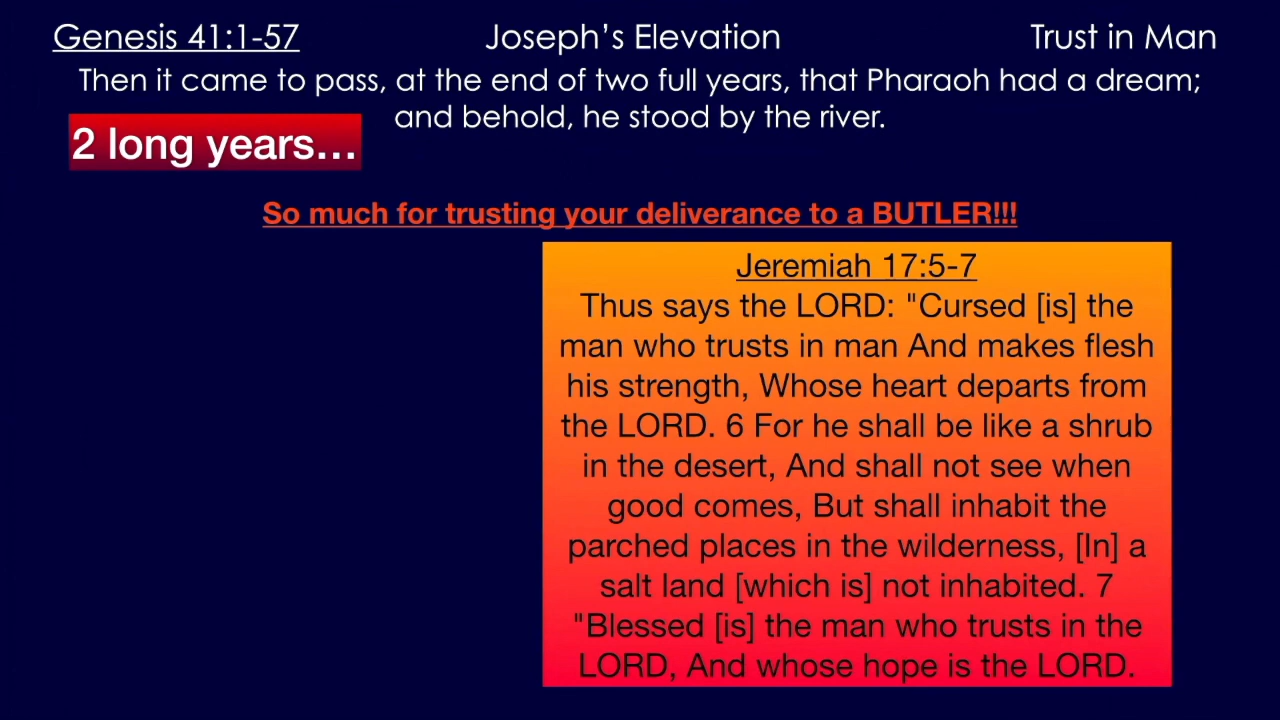 Genesis 41:1-57 Joseph's Elevation Trust in Man
Then it came to pass, at the end of two full years, that Pharaoh had a dream;
and behold, he stood by the river.
2 long years...
So much for trusting your deliverance to a BUTLER!!!
Jeremiah 17:5-7
Thus says the LORD: "Cursed [is] the
man who trusts in man And makes flesh
his strength, Whose heart departs from
the LORD. 6 For he shall be like a shrub
in the desert, And shall not see when
good comes, But shall inhabit the
parched places in the wilderness, [In] a
salt land [which is] not inhabited. 7
"Blessed [is] the man who trusts in the
LORD, And whose hope is the LORD.